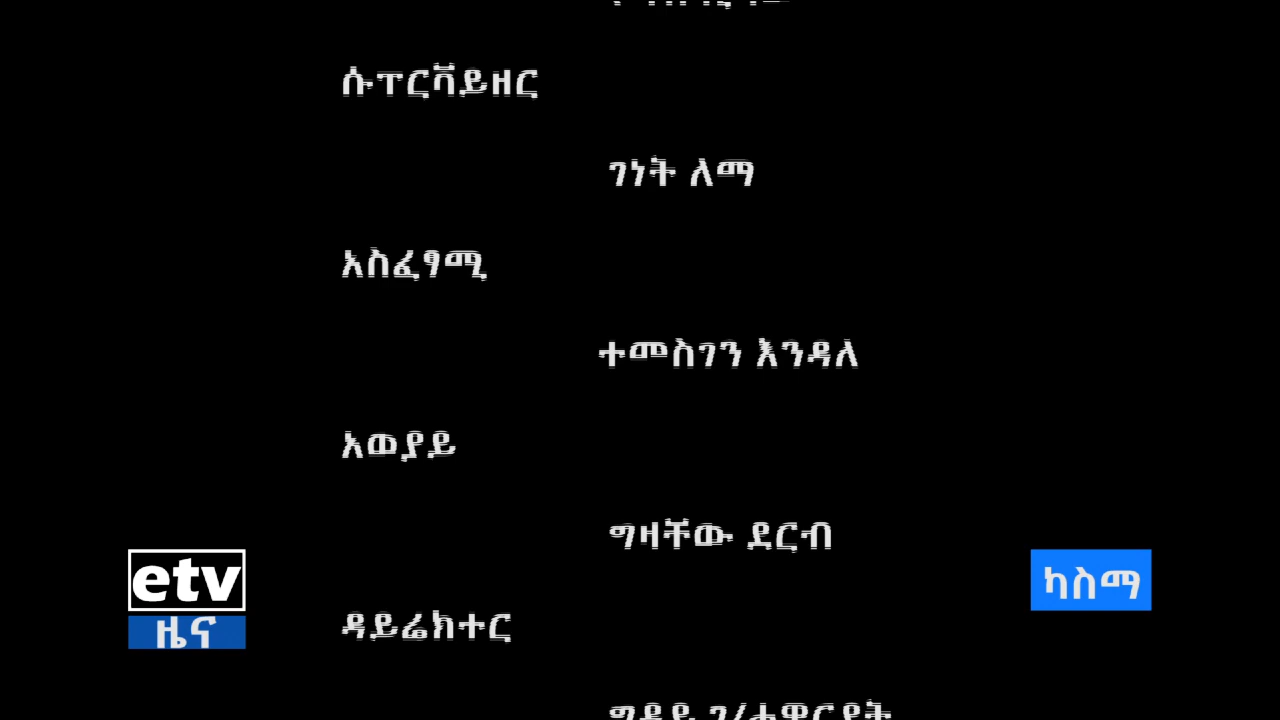 ሱፐርቫይዘር
ገነት ለማ
አስፈፃሚ
ተመስገን እንዳለ
አወያይ
ግዛቸው ደርብ
etv
ዜና
ካስማ
ዳይሬክተር